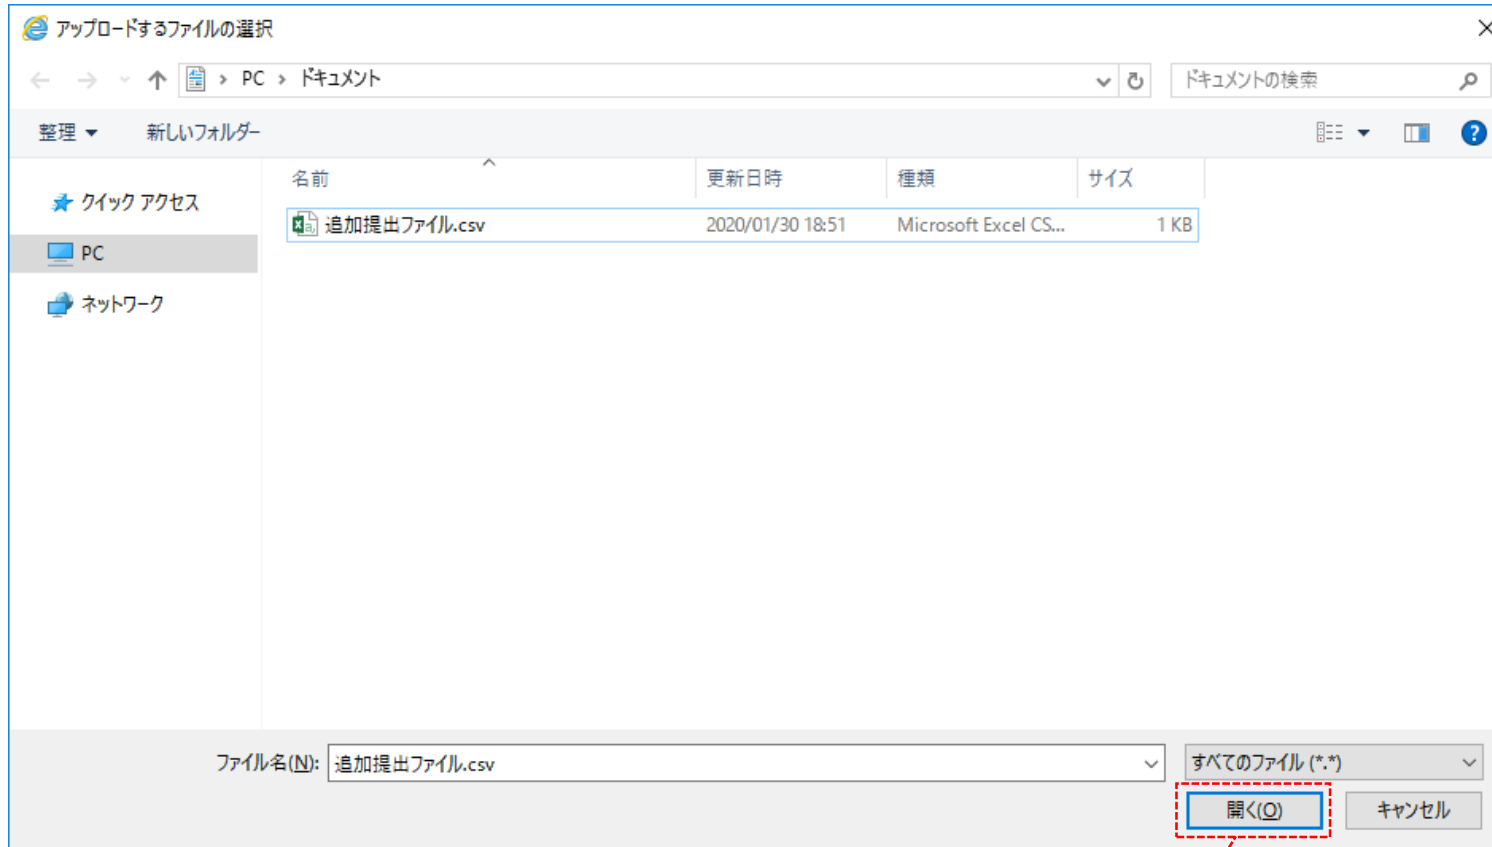 アップロードするファイルの選択
PC › ドキュメント
ドキュメントの検索
整理
新しいフォルダー
名前 更新日時 種類 サイズ
クイック アクセス
追加提出ファイル.csv 2020/01/30 18:51 Microsoft Excel CS... 1 KB
PC
ネットワーク
ファイル名(N): 追加提出ファイル.csv
すべてのファイル (*.*)
開く(O)
キャンセル